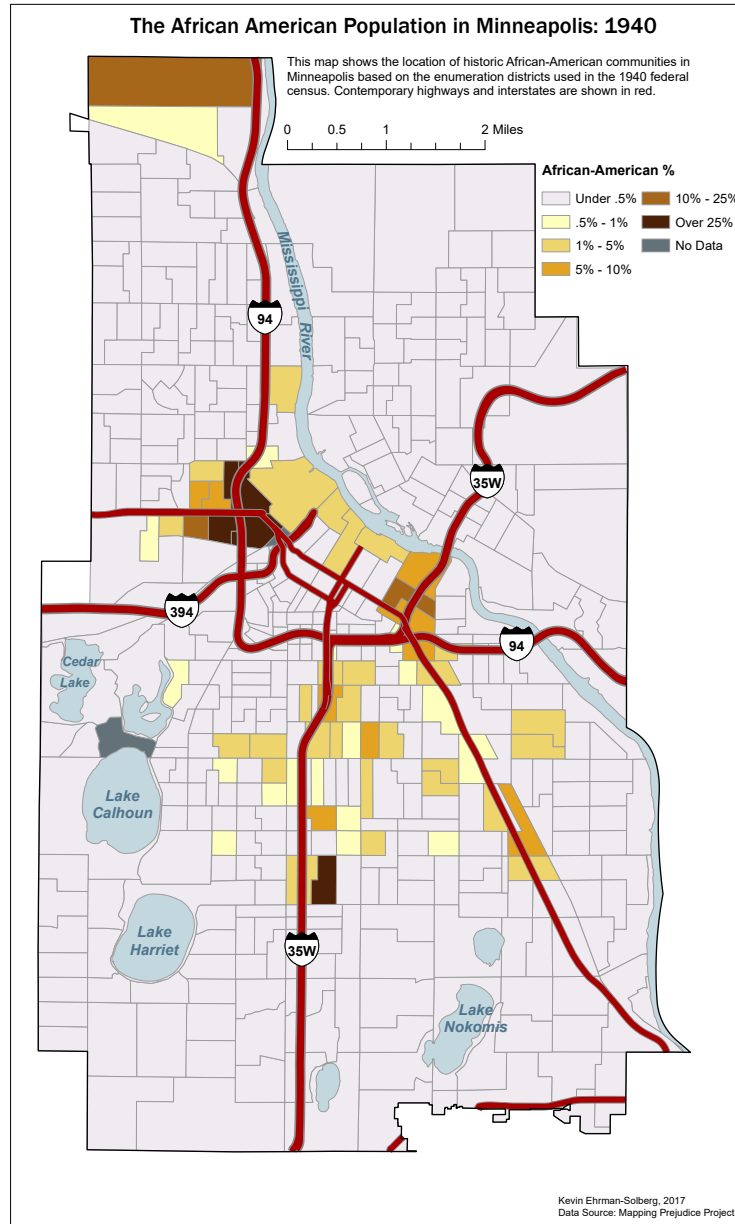 The African American Population in Minneapolis: 1940
This map shows the location of historic African-American communities in
Minneapolis based on the enumeration districts used in the 1940 federal
census. Contemporary highways and interstates are shown in red.
0 0.5 1 2 Miles
African-American %
Under .5%
.5% - 1%
1% - 5%
5% - 10%
10% - 25%
Over 25%
No Data
Mississippi
River
94
35W
394
94
Cedar
Lake
Lake
Calhoun
Lake
Harriet
35W
Lake
Nokomis
Kevin Ehrman-Solberg, 2017
Data Source: Mapping Prejudice Project